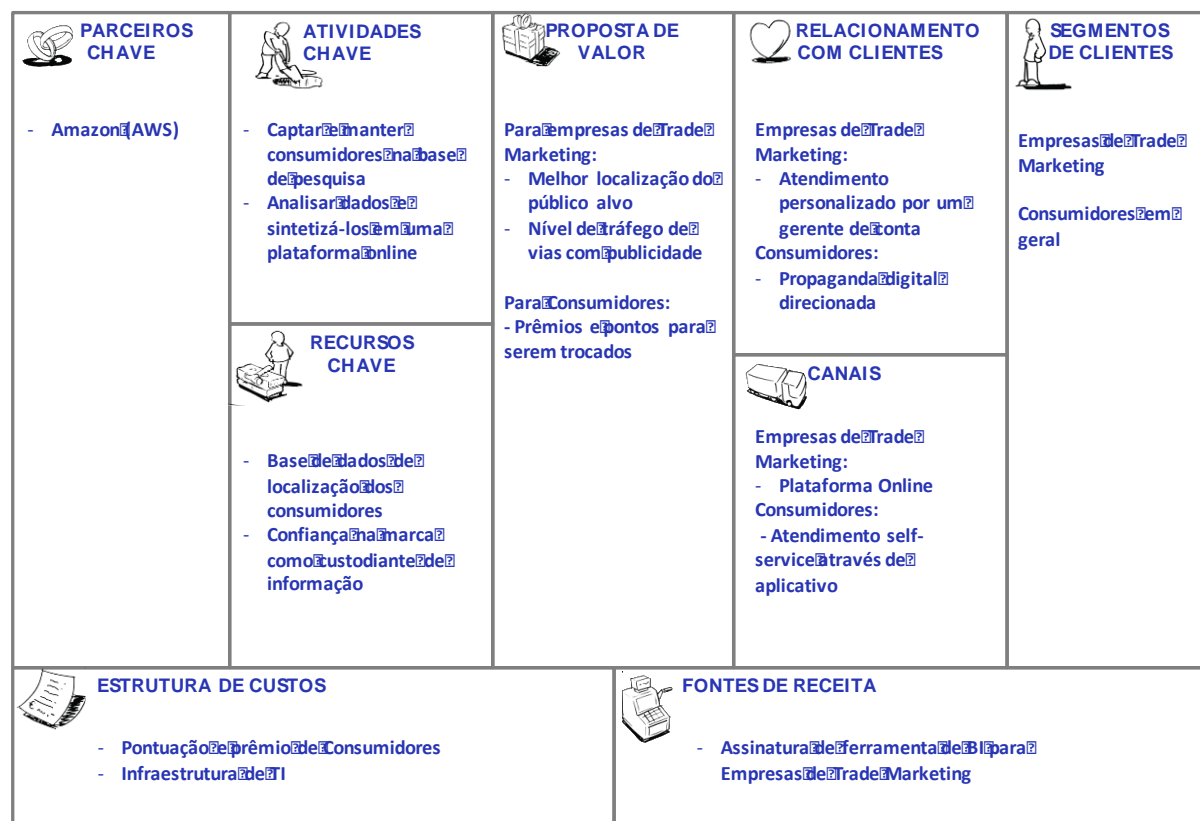 PARCEIROS
CHAVE
- Amazon (AWS)
ATIVIDADES
CHAVE
- Captar e manter
consumidores na base
de pesquisa
- Analisar dados e
sintetizá-los em uma
plataforma online
RECURSOS
CHAVE
- Base de dados de
localização dos
consumidores
- Confiança na marca
como custodiante de
informação
PROPOSTA DE
VALOR
Para empresas de Trade
Marketing:
- Melhor localização do
público alvo
- Nível de tráfego de
vias com publicidade
Para Consumidores:
- Prêmios e pontos para
serem trocados
RELACIONAMENTO
COM CLIENTES
Empresas de Trade
Marketing:
- Atendimento
personalizado por um
gerente de conta
Consumidores:
- Propaganda digital
direcionada
CANAIS
Empresas de Trade
Marketing:
- Plataforma Online
Consumidores:
- Atendimento self-
service através de
aplicativo
SEGMENTOS
DE CLIENTES
Empresas de Trade
Marketing
Consumidores em
geral
ESTRUTURA DE CUSTOS
- Pontuação e prêmio de Consumidores
- Infraestrutura de TI
FONTES DE RECEITA
- Assinatura de ferramenta de BI para
Empresas de Trade Marketing